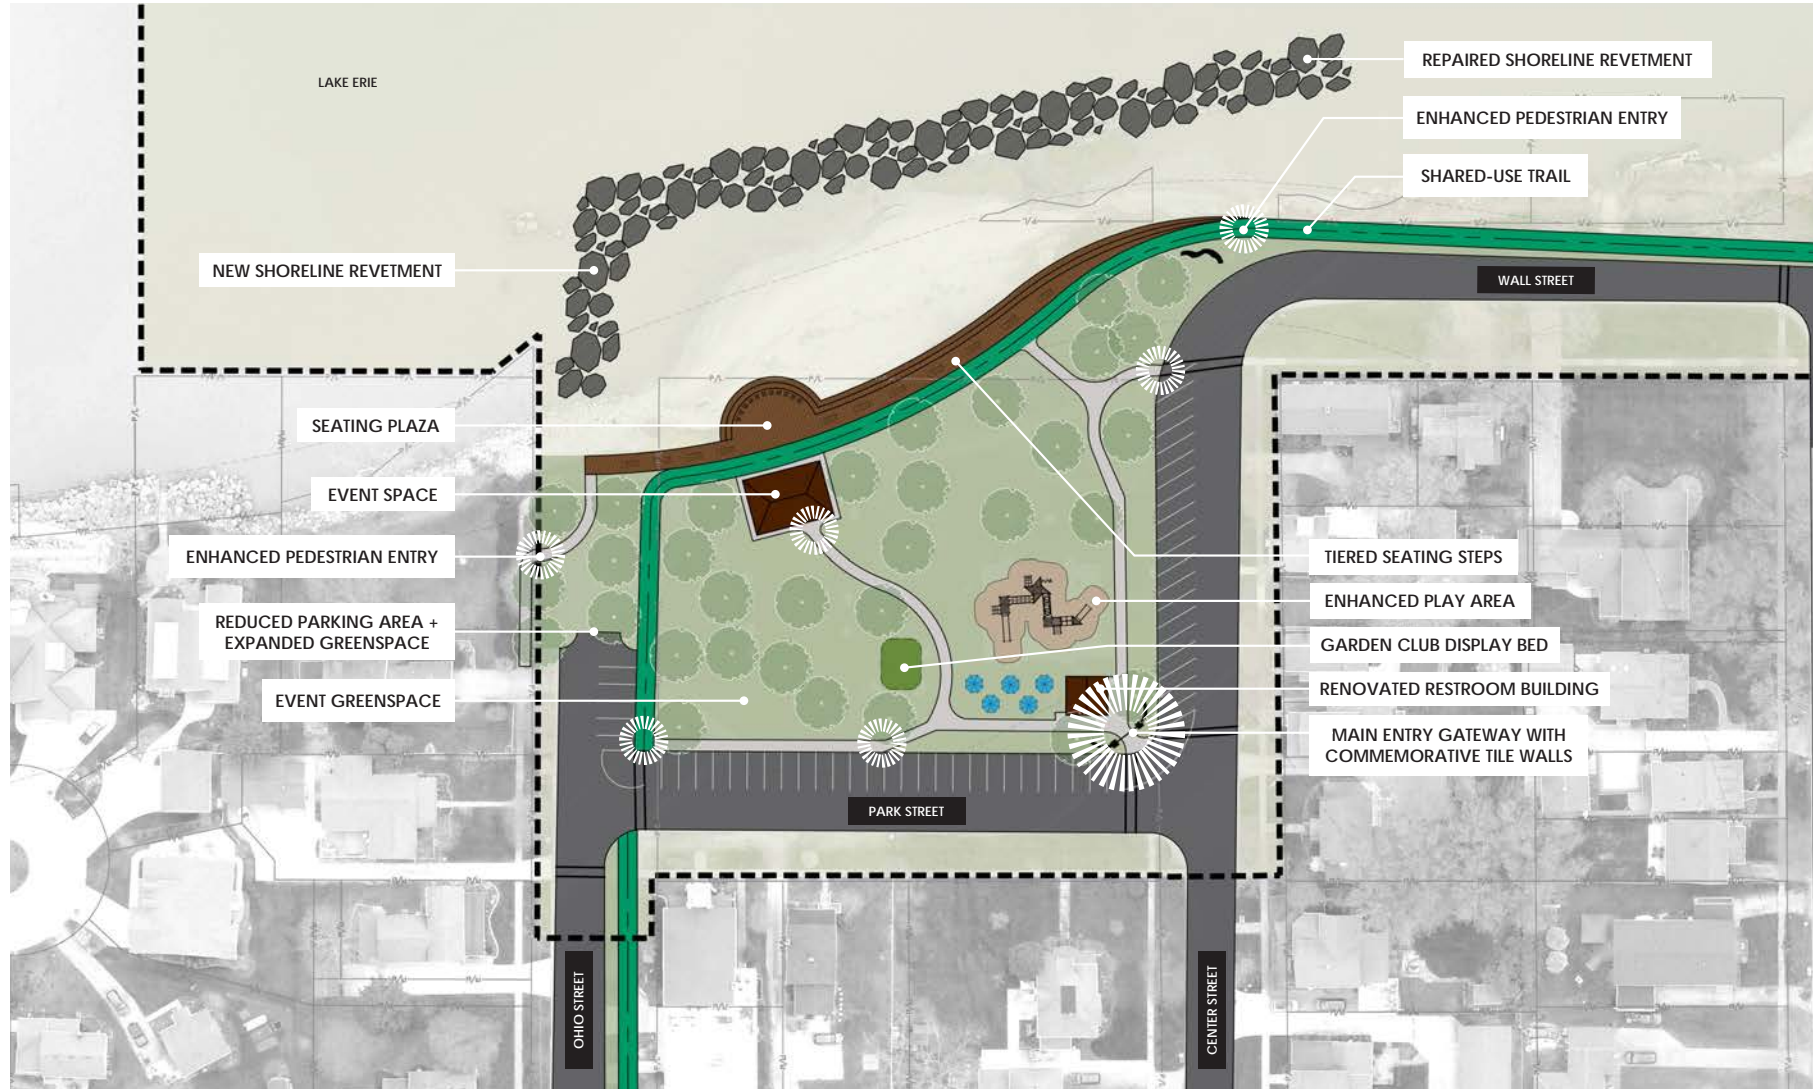 LAKE ERIE
REPAIRED SHORELINE REVETMENT
ENHANCED PEDESTRIAN ENTRY
SHARED-USE TRAIL
NEW SHORELINE REVETMENT
WALL STREET
SEATING PLAZA
EVENT SPACE
ENHANCED PEDESTRIAN ENTRY
REDUCED PARKING AREA +
EXPANDED GREENSPACE
EVENT GREENSPACE
TIERED SEATING STEPS
ENHANCED PLAY AREA
GARDEN CLUB DISPLAY BED
RENOVATED RESTROOM BUILDING
MAIN ENTRY GATEWAY WITH
COMMEMORATIVE TILE WALLS
PARK STREET
OHIO STREET
CENTER STREET